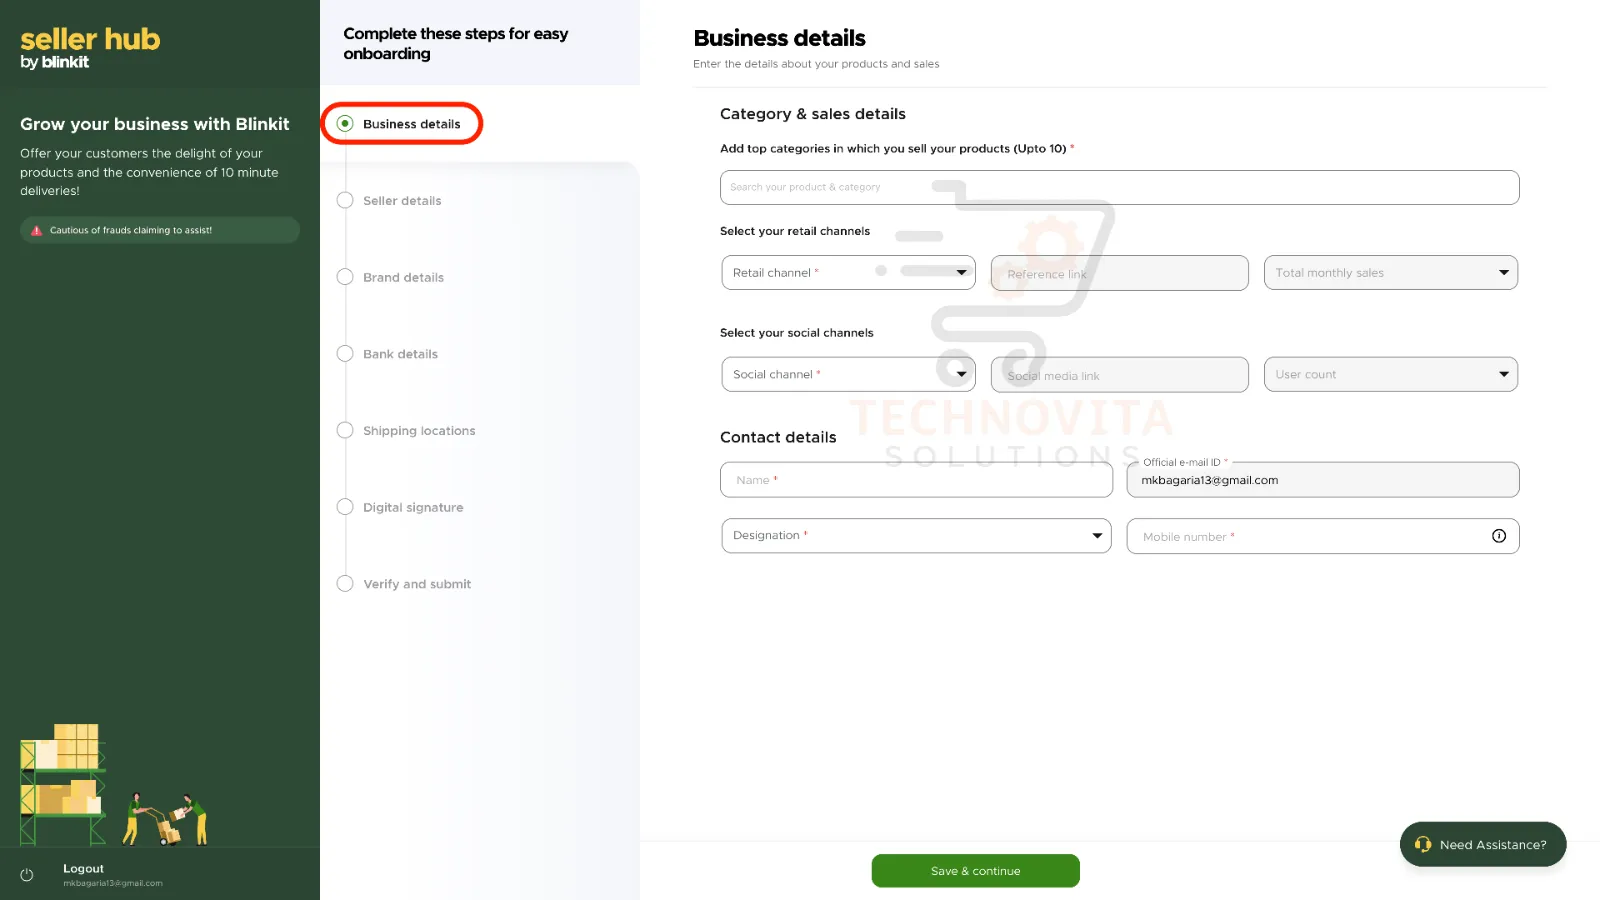 seller hub
by blinkit
Grow your business with Blinkit
Offer your customers the delight of your
products and the convenience of 10 minute
deliveries!
Cautious of frauds claiming to assist!
Logout
mkbagaria13@gmail.com
Complete these steps for easy
onboarding
Business details
Seller details
Brand details
Bank details
Shipping locations
Digital signature
Verify and submit
Business details
Enter the details about your products and sales
Category & sales details
Add top categories in which you sell your products (Upto 10) *
Search your product & category
Select your retail channels
Retail channel *
Reference link
Total monthly sales
Select your social channels
Social channel *
Social media link
User count
TECHNOVITA
SOLUTIONS
Contact details
Name *
Official e-mail ID *
mkbagaria13@gmail.com
Designation *
Mobile number *
Need Assistance?
Save & continue